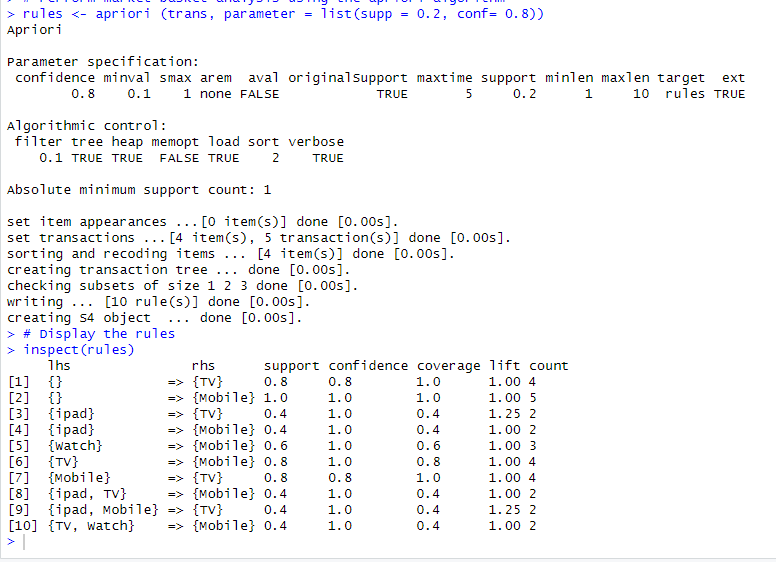 > rules <- apriori (trans, parameter = list(supp = 0.2, conf= 0.8))
Apriori
Parameter specification:
confidence minval smax arem aval originalSupport maxtime support minlen maxlen target ext
0.8 0.1 1 none FALSE TRUE 5 0.2 1 10 rules TRUE
Algorithmic control:
filter tree heap memopt load sort verbose
0.1 TRUE TRUE FALSE TRUE 2 TRUE
Absolute minimum support count: 1
set item appearances ...[0 item(s)] done [0.00s].
set transactions ...[4 item(s), 5 transaction(s)] done [0.00s].
sorting and recoding items ... [4 item(s)] done [0.00s].
creating transaction tree ... done [0.00s].
checking subsets of size 1 2 3 done [0.00s].
writing ... [10 rule(s)] done [0.00s].
creating S4 object ... done [0.00s].
> # Display the rules
> inspect(rules)
lhs rhs support confidence coverage lift count
[1] {} => {TV} 0.8 0.8 1.0 1.00 4
[2] {} => {Mobile} 1.0 1.0 1.0 1.00 5
[3] {ipad} => {TV} 0.4 1.0 0.4 1.25 2
[4] {ipad} => {Mobile} 0.4 1.0 0.4 1.00 2
[5] {Watch} => {Mobile} 0.6 1.0 0.6 1.00 3
[6] {TV} => {Mobile} 0.8 1.0 0.8 1.00 4
[7] {Mobile} => {TV} 0.8 0.8 1.0 1.00 4
[8] {ipad, TV} => {Mobile} 0.4 1.0 0.4 1.00 2
[9] {ipad, Mobile} => {TV} 0.4 1.0 0.4 1.25 2
[10] {TV, Watch} => {Mobile} 0.4 1.0 0.4 1.00 2
>